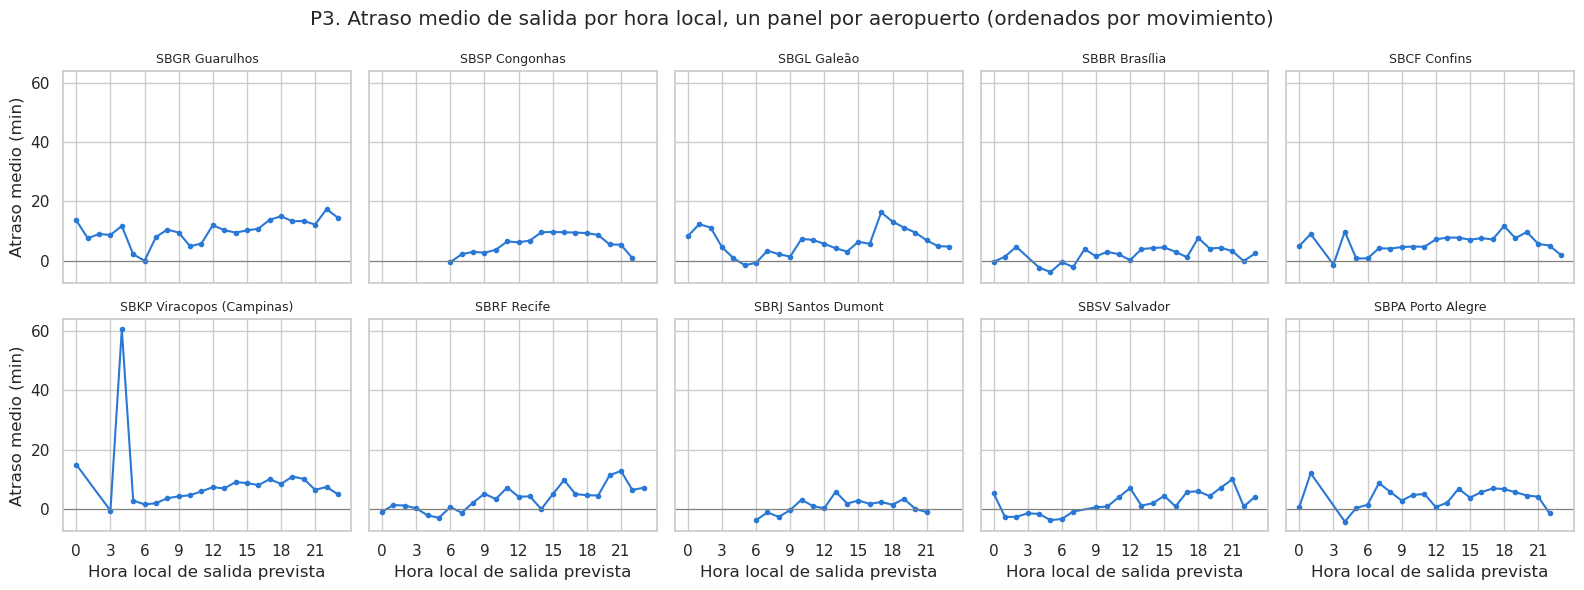 P3. Atraso medio de salida por hora local, un panel por aeropuerto (ordenados por movimiento)
SBGR Guarulhos SBSP Congonhas SBGL Galeão SBBR Brasília SBCF Confins
60
40
20
0
Atraso medio (min)
SBKP Viracopos (Campinas) SBRF Recife SBRJ Santos Dumont SBSV Salvador SBPA Porto Alegre
60
40
20
0
Atraso medio (min)
0 3 6 9 12 15 18 21 0 3 6 9 12 15 18 21 0 3 6 9 12 15 18 21 0 3 6 9 12 15 18 21 0 3 6 9 12 15 18 21
Hora local de salida prevista Hora local de salida prevista Hora local de salida prevista Hora local de salida prevista Hora local de salida prevista